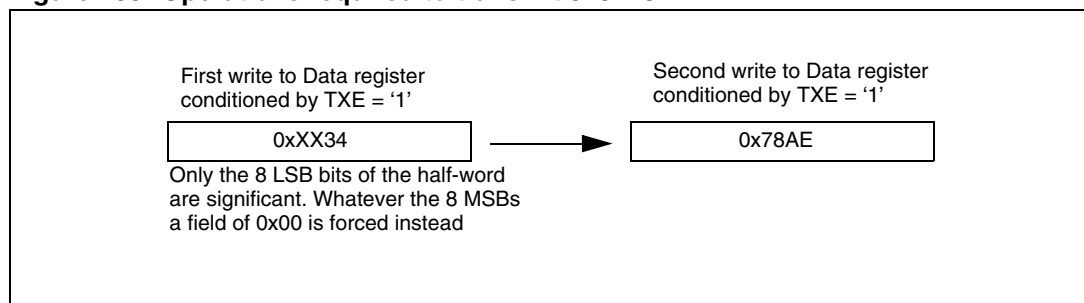 First write to Data register
conditioned by TXE = ‘1’
0xXX34
Only the 8 LSB bits of the half-word
are significant. Whatever the 8 MSBs
a field of 0x00 is forced instead
Second write to Data register
conditioned by TXE = ‘1’
0x78AE